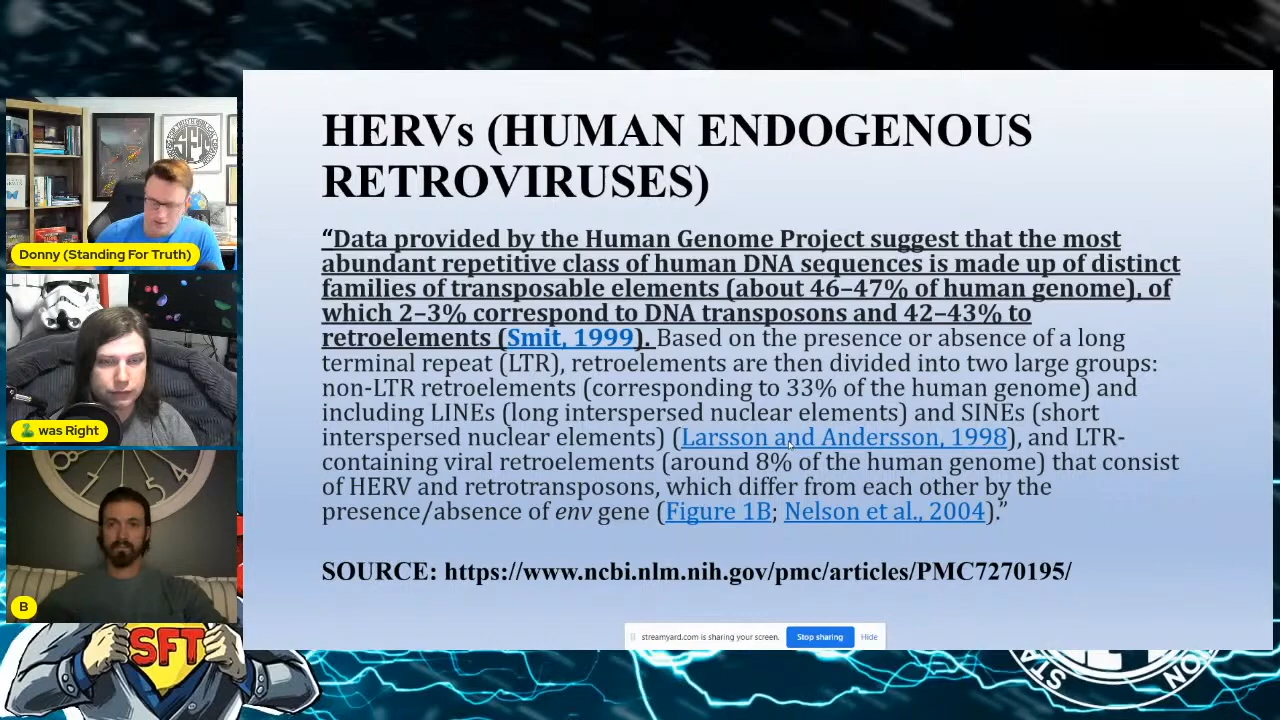 HERVs (HUMAN ENDOGENOUS
RETROVIRUSES)
“Data provided by the Human Genome Project suggest that the most
abundant repetitive class of human DNA sequences is made up of distinct
families of transposable elements (about 46–47% of human genome), of
which 2–3% correspond to DNA transposons and 42–43% to
retroelements (Smit, 1999). Based on the presence or absence of a long
terminal repeat (LTR), retroelements are then divided into two large groups:
non-LTR retroelements (corresponding to 33% of the human genome) and
including LINEs (long interspersed nuclear elements) and SINEs (short
interspersed nuclear elements) (Larsson and Andersson, 1998), and LTR-
containing viral retroelements (around 8% of the human genome) that consist
of HERV and retrotransposons, which differ from each other by the
presence/absence of env gene (Figure 1B; Nelson et al., 2004).”
SOURCE: https://www.ncbi.nlm.nih.gov/pmc/articles/PMC7270195/
streamyard.com is sharing your screen. Stop sharing Hide
Donny (Standing For Truth)
was Right
B
SFT